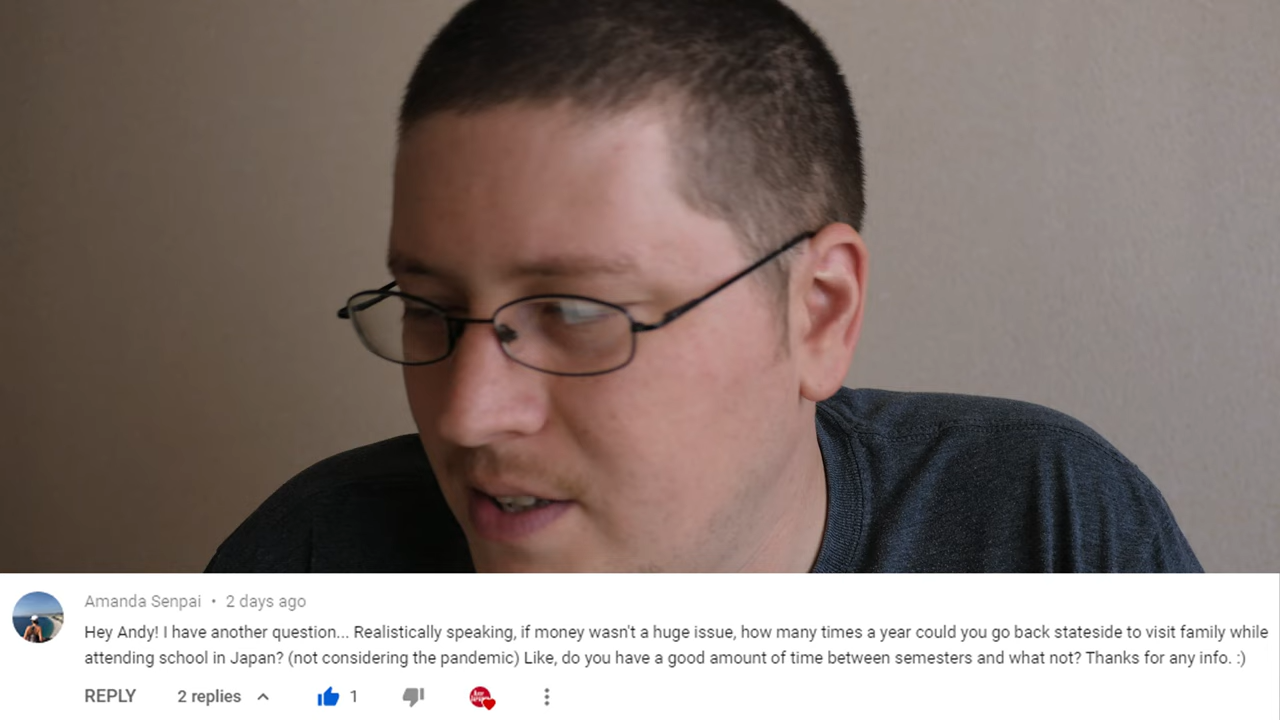 Amanda Senpai • 2 days ago
Hey Andy! I have another question... Realistically speaking, if money wasn't a huge issue, how many times a year could you go back stateside to visit family while
attending school in Japan? (not considering the pandemic) Like, do you have a good amount of time between semesters and what not? Thanks for any info. :)
REPLY 2 replies 1